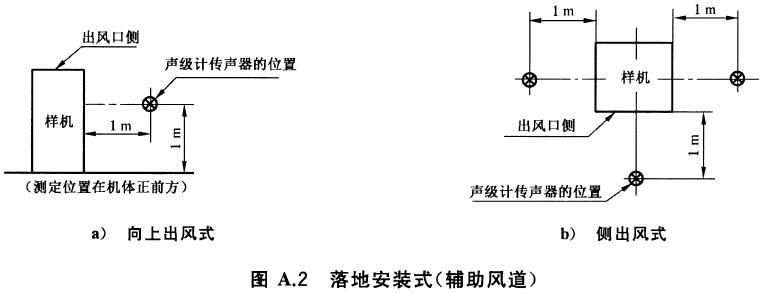 出风口侧
声级计传声器的位置
样机
1 m
1 m
(测定位置在机体正前方)
a) 向上出风式
1 m
1 m
样机
出风口侧
1 m
声级计传声器的位置
b) 侧出风式
图 A.2 落地安装式(辅助风道)